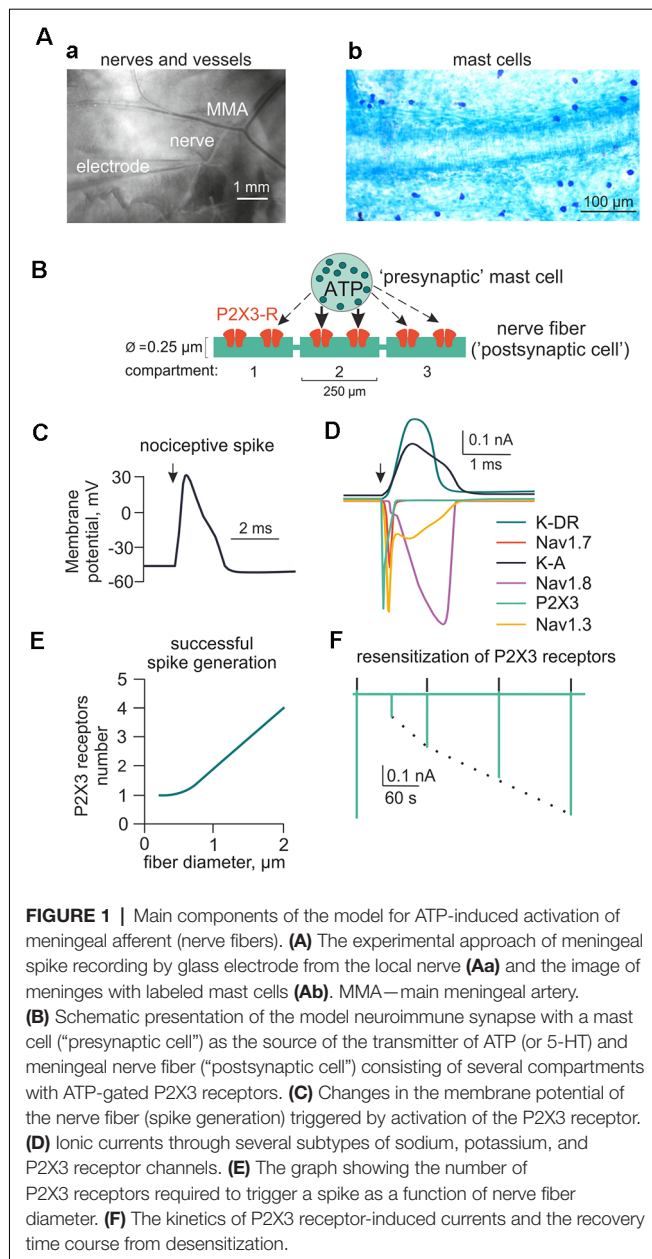 A
a
nerves and vessels
MMA
nerve
electrode
1 mm
b
mast cells
100 µm
B
ATP
'presynaptic' mast cell
P2X3-R
nerve fiber
('postsynaptic cell')
Ø =0.25 µm
compartment: 1 2 3
250 µm
C
nociceptive spike
Membrane
potential, mV
30
0
-30
-60
2 ms
D
0.1 nA
1 ms
K-DR
Nav1.7
K-A
Nav1.8
P2X3
Nav1.3
E
successful
spike generation
P2X3 receptors
number
5
4
3
2
1
0
0 1 2
fiber diameter, µm
F
resensitization of P2X3 receptors
0.1 nA
60 s
FIGURE 1 | Main components of the model for ATP-induced activation of
meningeal afferent (nerve fibers). (A) The experimental approach of meningeal
spike recording by glass electrode from the local nerve (Aa) and the image of
meninges with labeled mast cells (Ab). MMA—main meningeal artery.
(B) Schematic presentation of the model neuroimmune synapse with a mast
cell (“presynaptic cell”) as the source of the transmitter of ATP (or 5-HT) and
meningeal nerve fiber (“postsynaptic cell”) consisting of several compartments
with ATP-gated P2X3 receptors. (C) Changes in the membrane potential of
the nerve fiber (spike generation) triggered by activation of the P2X3 receptor.
(D) Ionic currents through several subtypes of sodium, potassium, and
P2X3 receptor channels. (E) The graph showing the number of
P2X3 receptors required to trigger a spike as a function of nerve fiber
diameter. (F) The kinetics of P2X3 receptor-induced currents and the recovery
time course from desensitization.